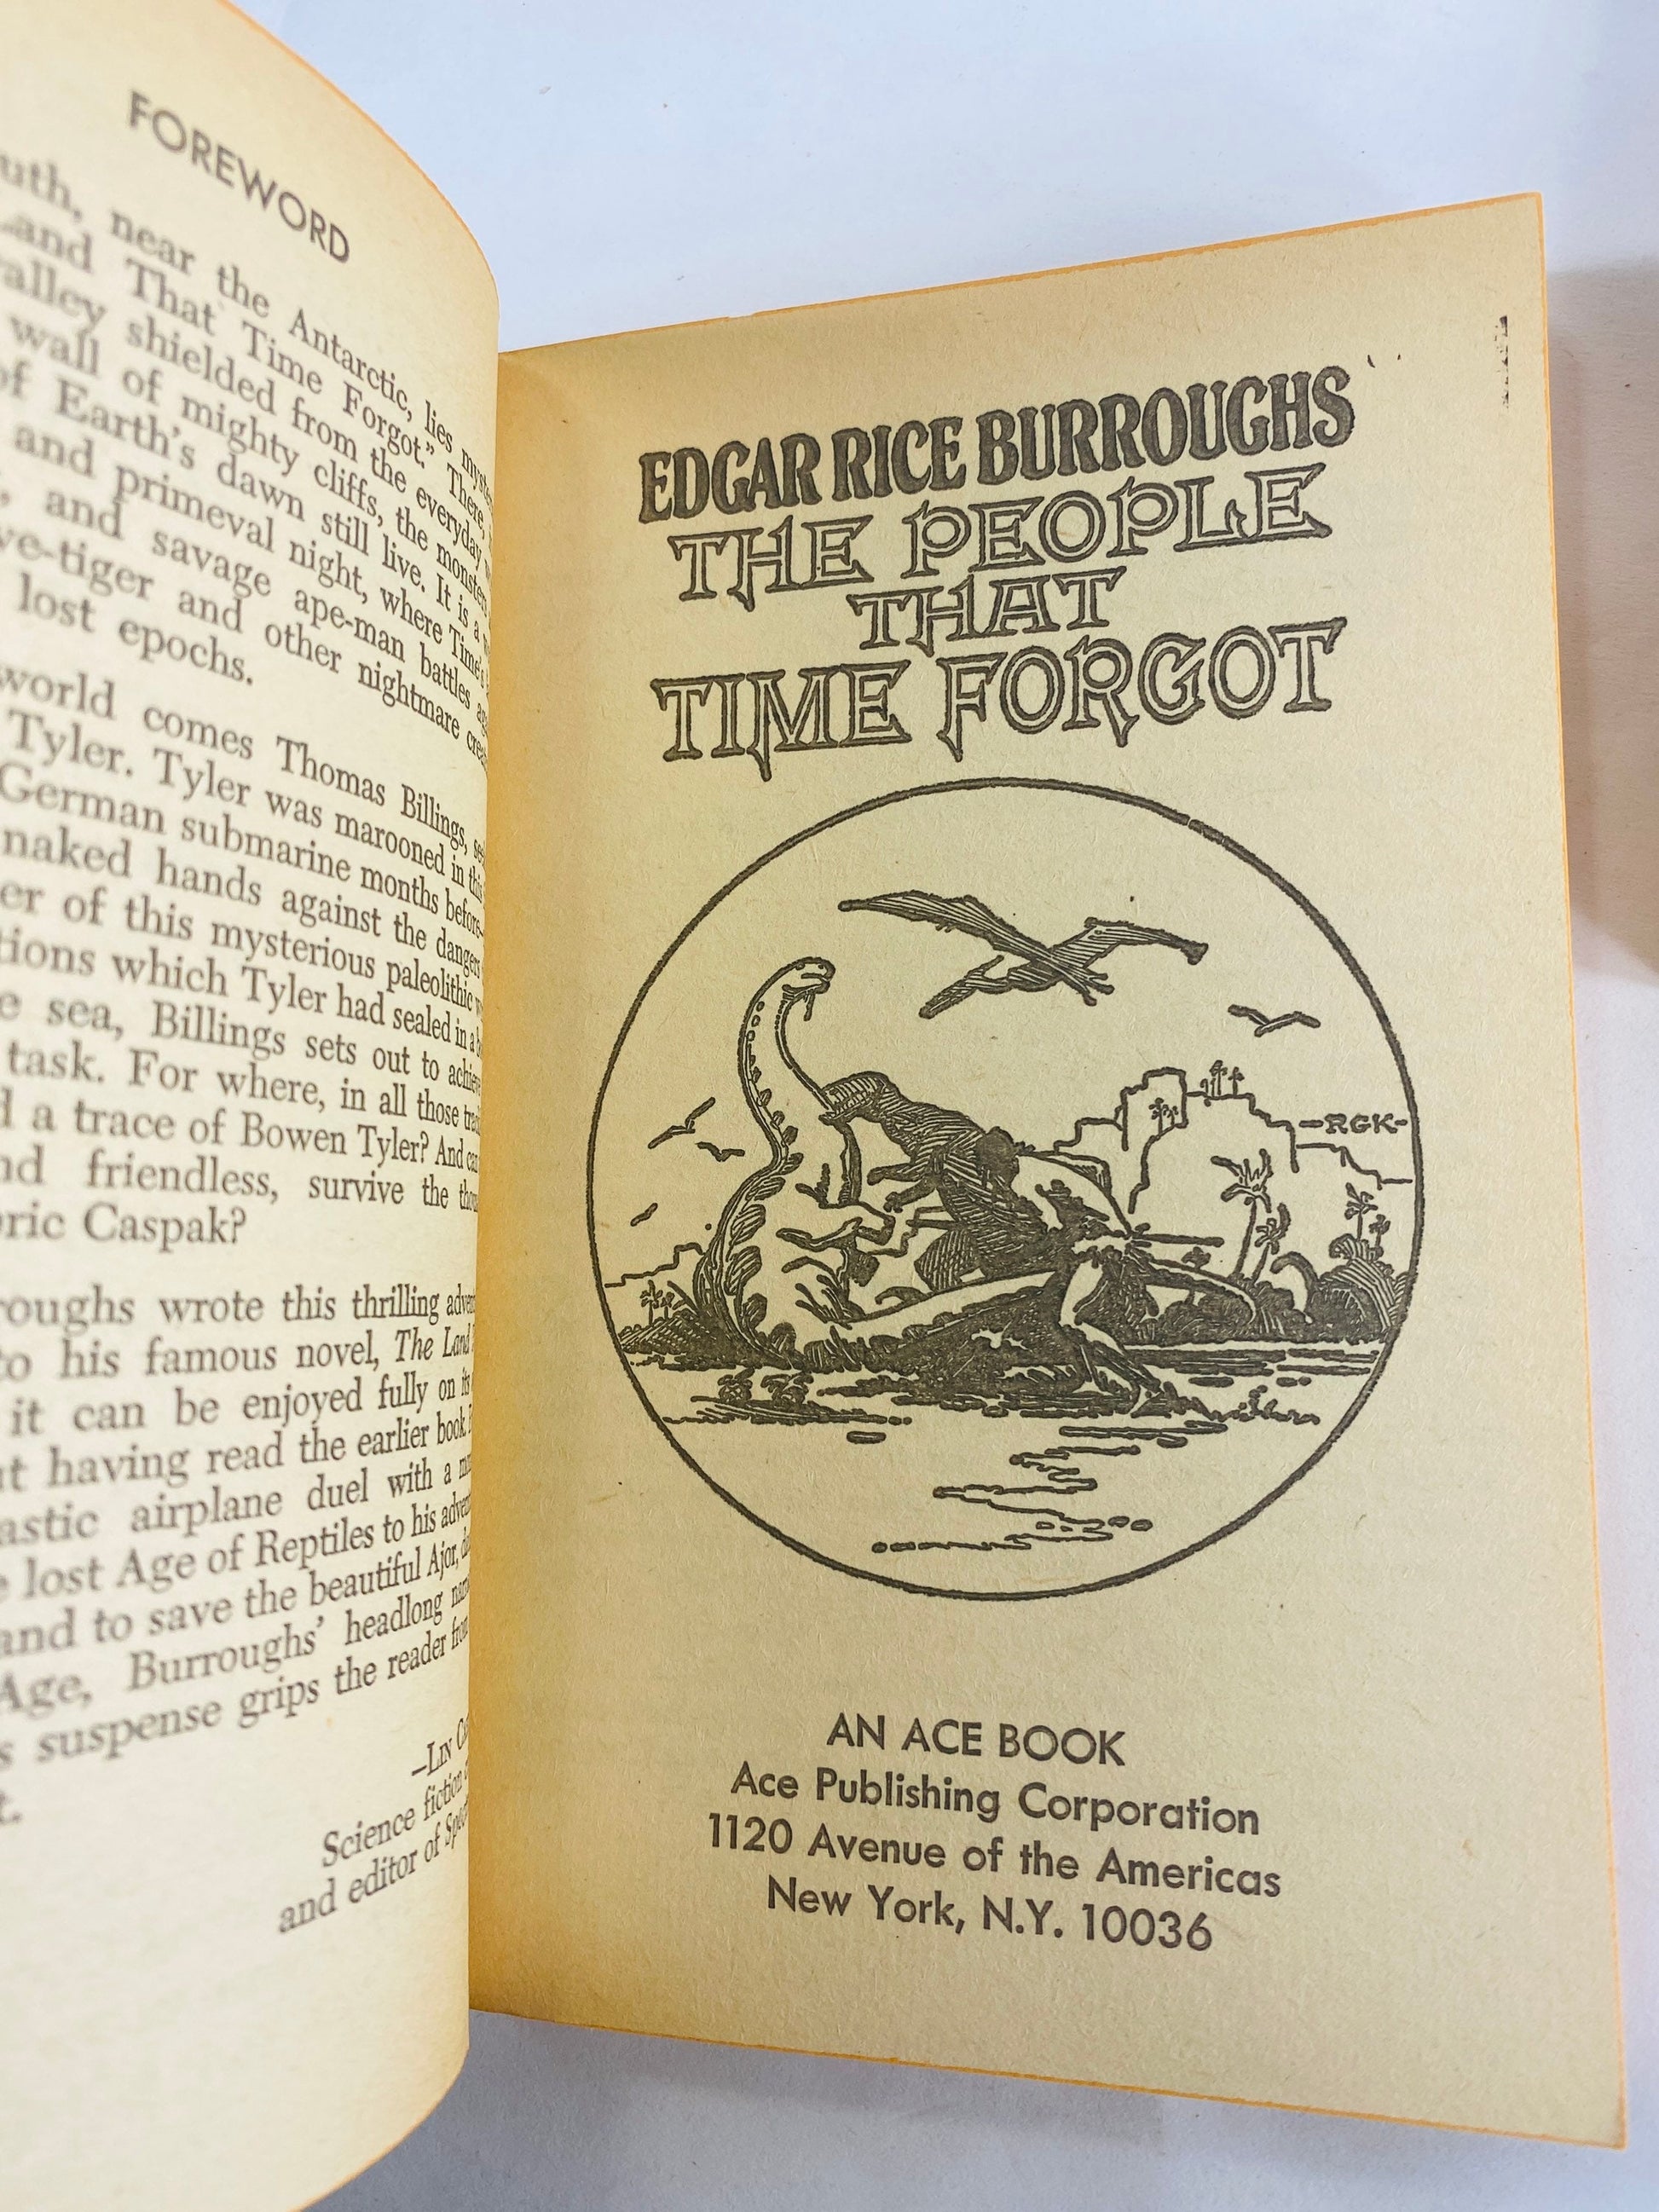 FOREWORD
near the Antarctic, lies
and That Time Forgot." There,
valley shielded from the everyday
wall of mighty cliffs, the monsters
of Earth's dawn still live. It is a
and primeval night, where Time's
and savage ape-man battles
and other nightmare
lost epochs.
world comes Thomas Billings,
Tyler. Tyler was marooned in this
German submarine months before
naked hands against the dangers
of this mysterious paleolithic
which Tyler had sealed in a
sea, Billings sets out to achieve
task. For where, in all those
a trace of Bowen Tyler? And can
friendless, survive the
Caspak?
wrote this thrilling
to his famous novel, The Land
it can be enjoyed fully on its
having read the earlier book.
airplane duel with a
lost Age of Reptiles to his
and to save the beautiful Ajor,
Age, Burroughs' headlong
suspense grips the reader from
—LIN
Science fiction
and editor of
EDGAR RICE BURROUGHS
THE PEOPLE
THAT
TIME FORGOT
-RGK-
AN ACE BOOK
Ace Publishing Corporation
1120 Avenue of the Americas
New York, N.Y. 10036